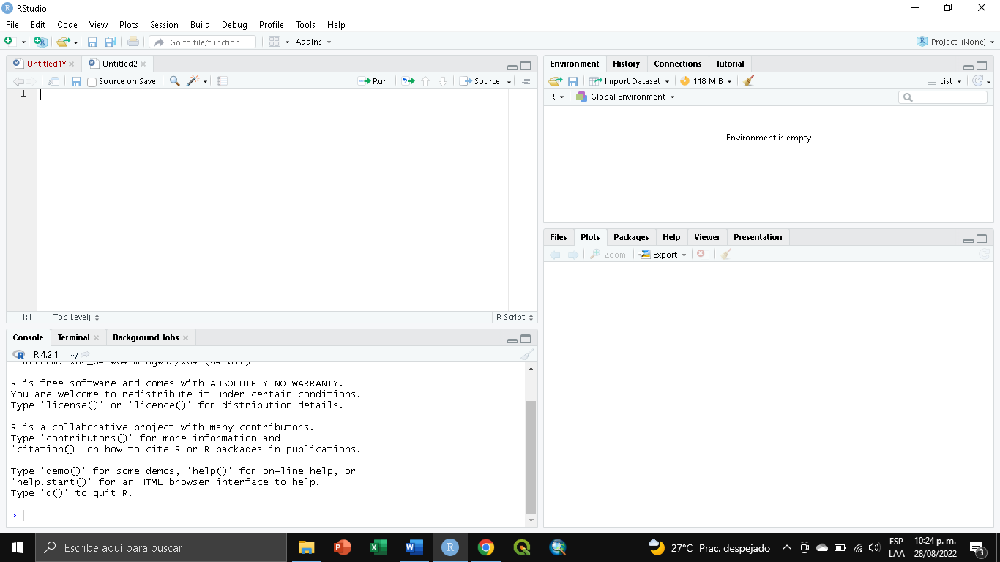 RStudio
File Edit Code View Plots Session Build Debug Profile Tools Help
Go to file/function Addins Project: (None)
Untitled1* Untitled2
Source on Save Run Source
1
1:1 (Top Level) R Script
Console Terminal Background Jobs
R 4.2.1 · ~/
R is free software and comes with ABSOLUTELY NO WARRANTY.
You are welcome to redistribute it under certain conditions.
Type 'license()' or 'licence()' for distribution details.
R is a collaborative project with many contributors.
Type 'contributors()' for more information and
'citation()' on how to cite R or R packages in publications.
Type 'demo()' for some demos, 'help()' for on-line help, or
'help.start()' for an HTML browser interface to help.
Type 'q()' to quit R.
>
Environment History Connections Tutorial
Import Dataset 118 MiB List
R Global Environment
Environment is empty
Files Plots Packages Help Viewer Presentation
Zoom Export
Escribe aquí para buscar
27°C Prac. despejado
ESP
LAA
10:24 p. m.
28/08/2022
3